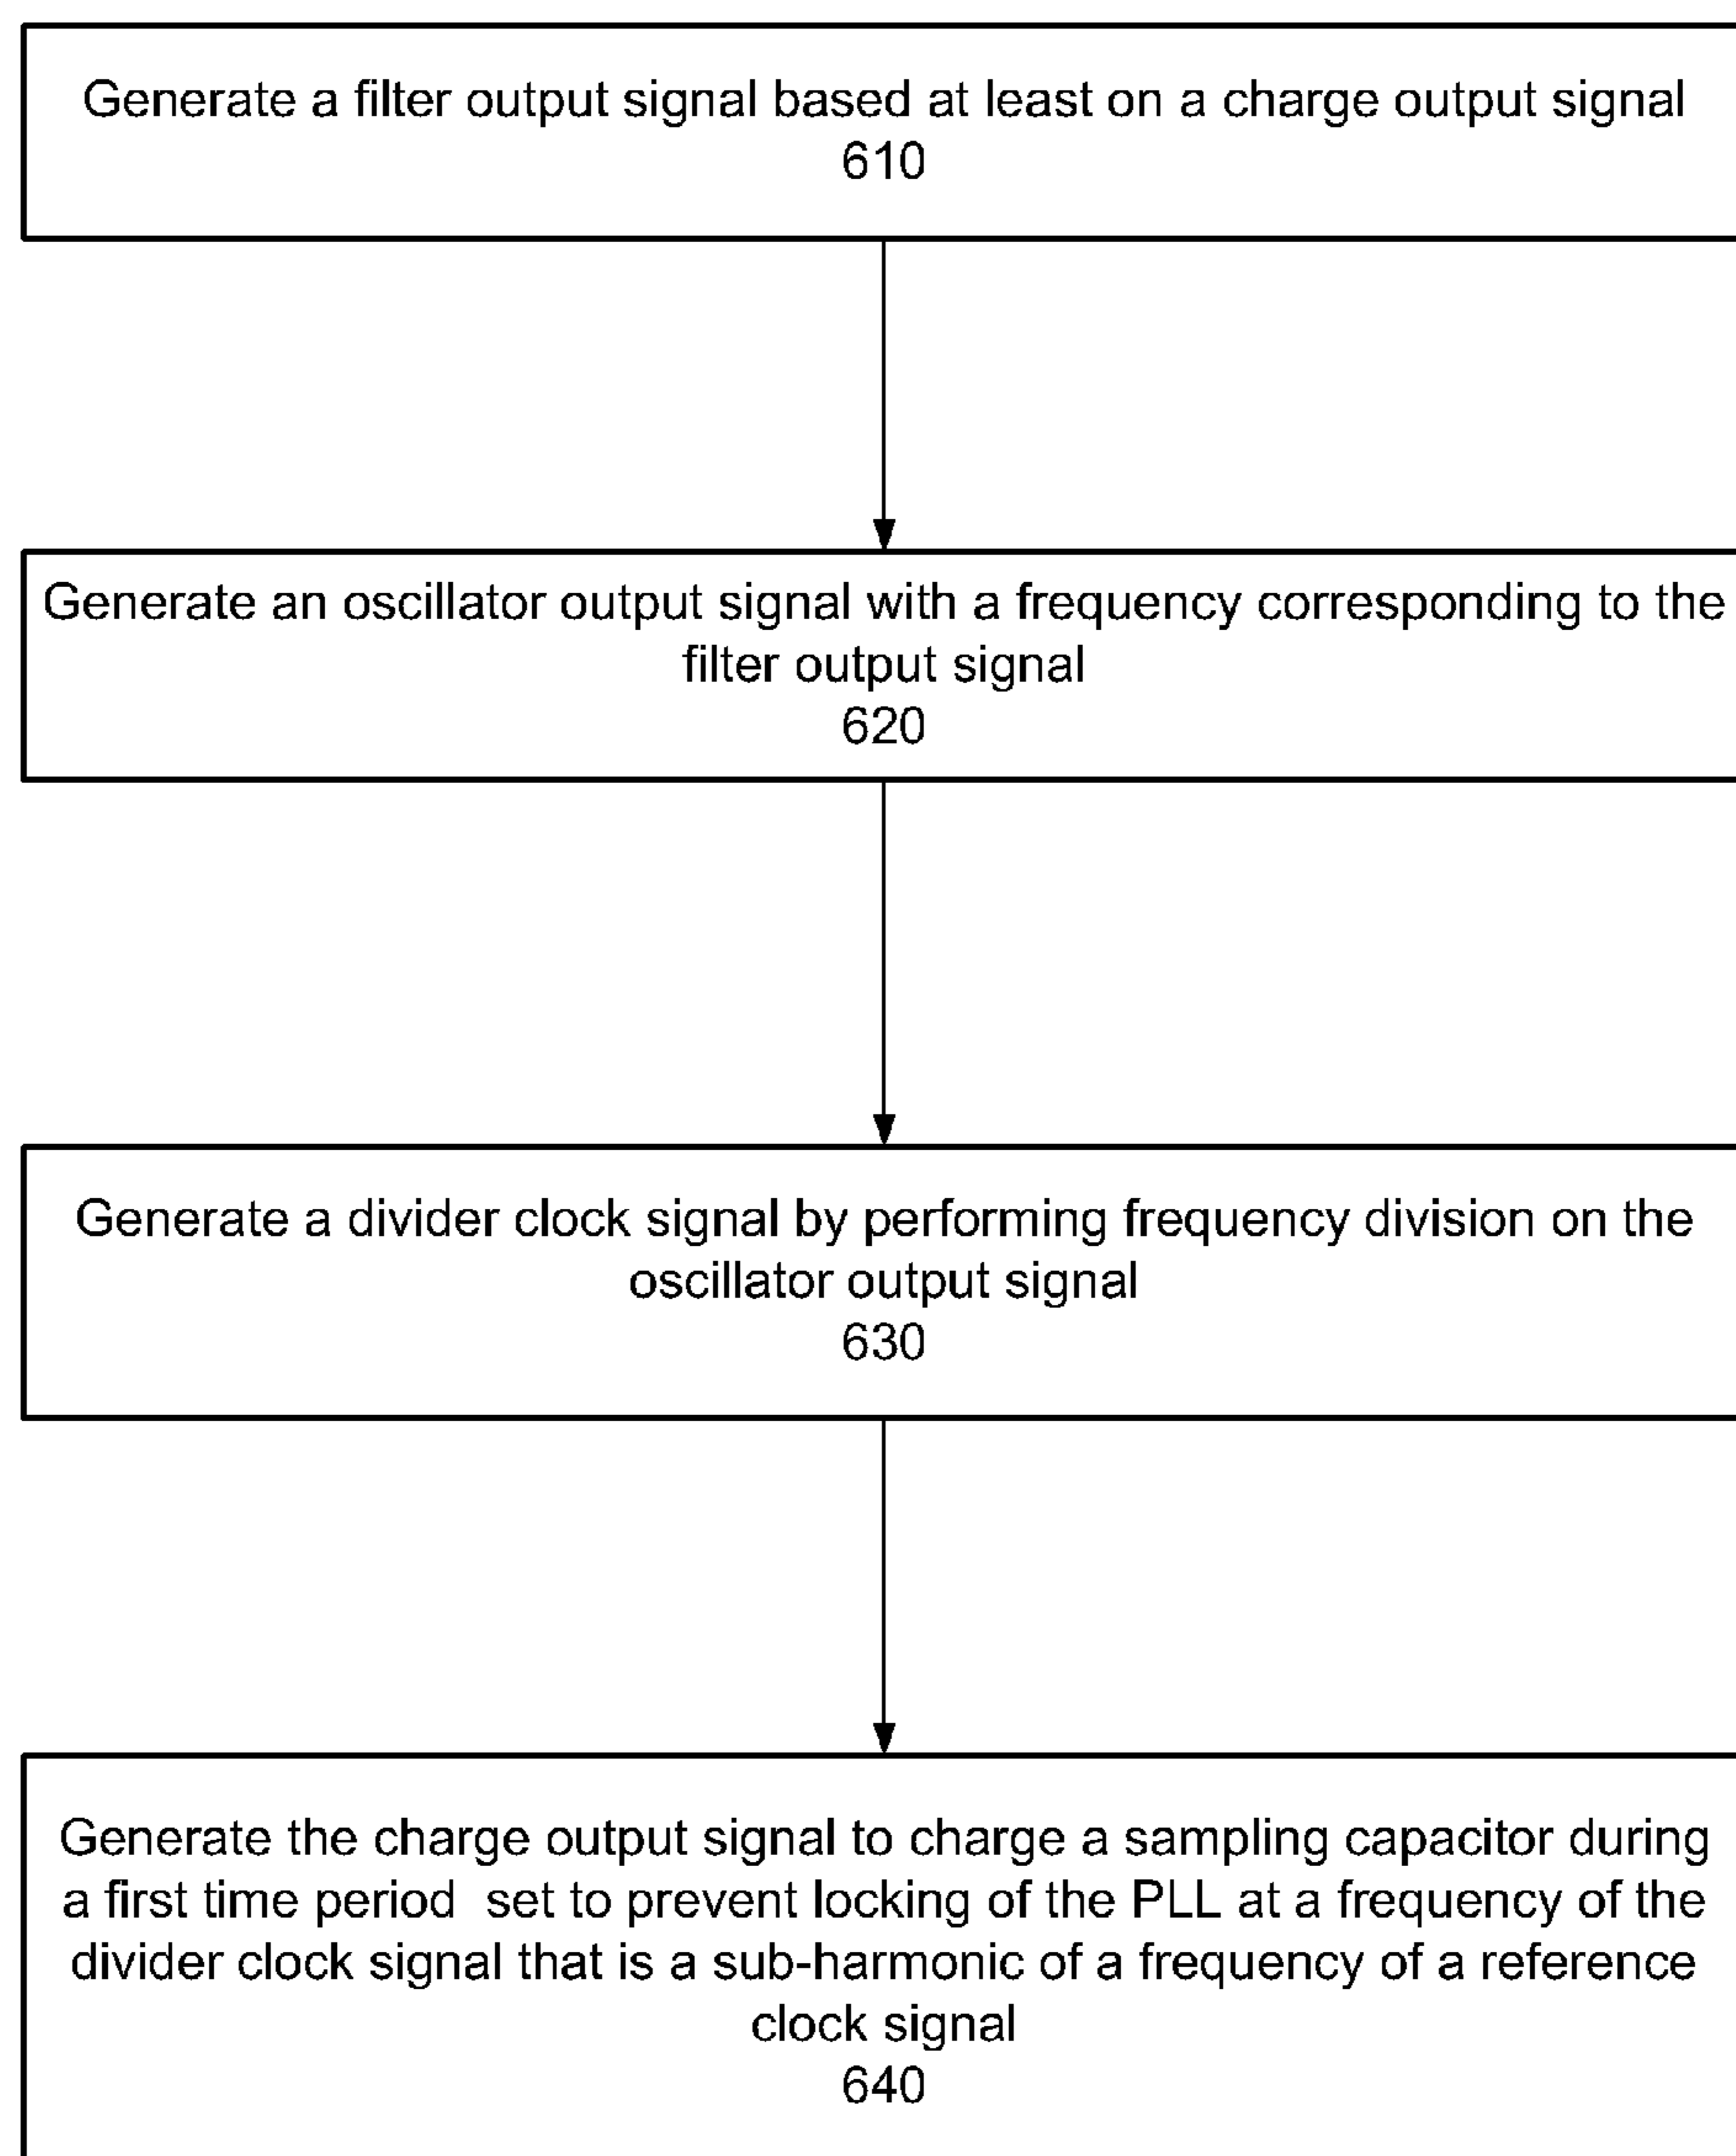 Generate a filter output signal based at least on a charge output signal
610
Generate an oscillator output signal with a frequency corresponding to the
filter output signal
620
Generate a divider clock signal by performing frequency division on the
oscillator output signal
630
Generate the charge output signal to charge a sampling capacitor during
a first time period set to prevent locking of the PLL at a frequency of the
divider clock signal that is a sub-harmonic of a frequency of a reference
clock signal
640